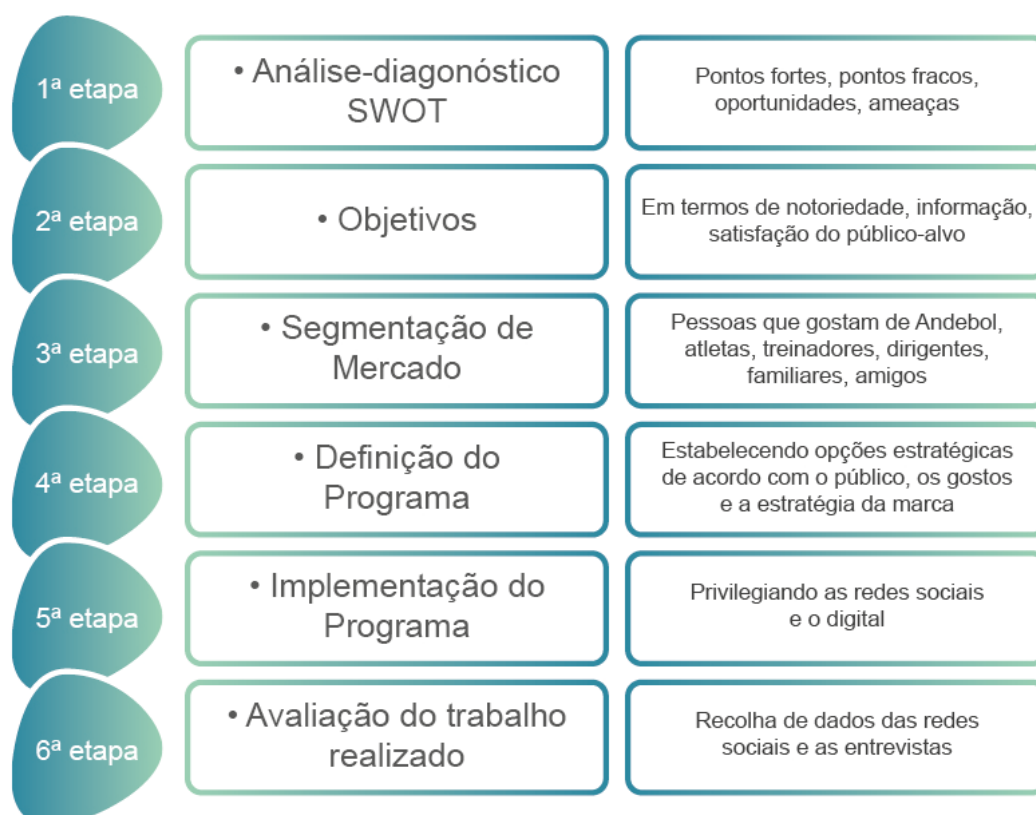 1ª etapa
• Análise-diagonóstico
SWOT
Pontos fortes, pontos fracos,
oportunidades, ameaças
2ª etapa
• Objetivos
Em termos de notoriedade, informação,
satisfação do público-alvo
3ª etapa
• Segmentação de
Mercado
Pessoas que gostam de Andebol,
atletas, treinadores, dirigentes,
familiares, amigos
4ª etapa
• Definição do
Programa
Estabelecendo opções estratégicas
de acordo com o público, os gostos
e a estratégia da marca
5ª etapa
• Implementação do
Programa
Privilegiando as redes sociais
e o digital
6ª etapa
• Avaliação do trabalho
realizado
Recolha de dados das redes
sociais e as entrevistas